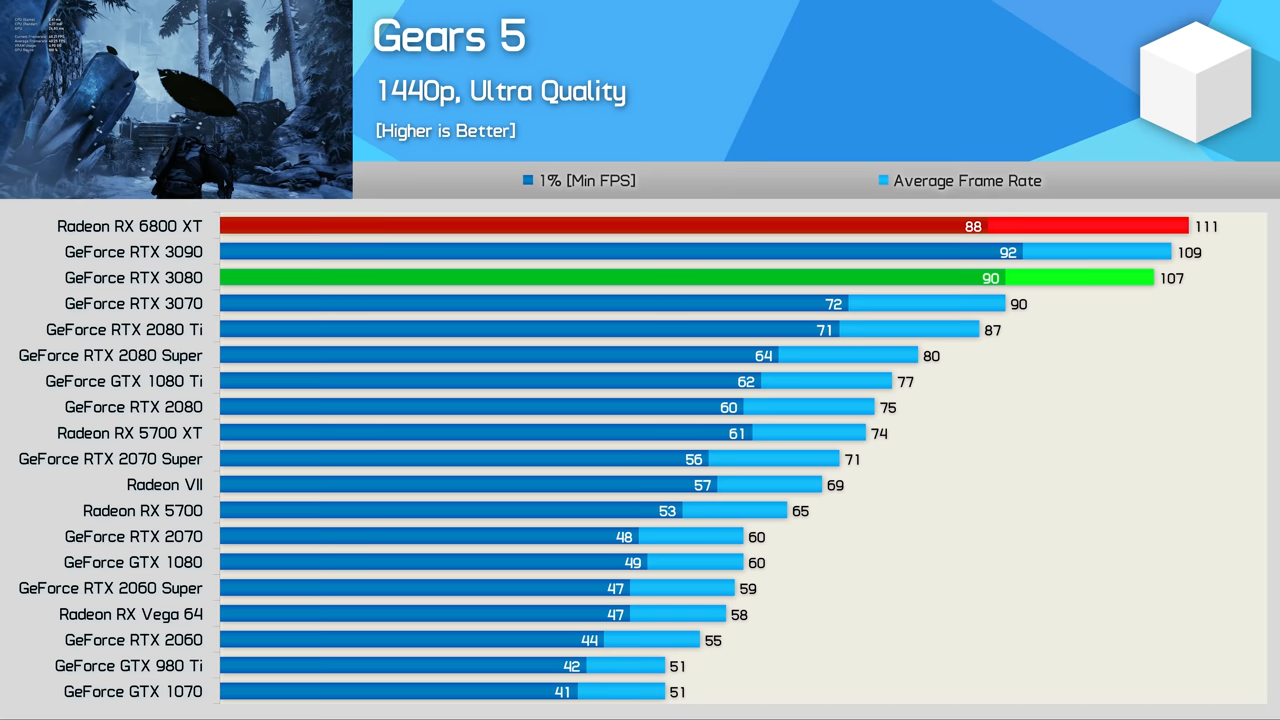 Gears 5
1440p, Ultra Quality
[Higher is Better]
1% [Min FPS] Average Frame Rate
Radeon RX 6800 XT 88 111
GeForce RTX 3090 92 109
GeForce RTX 3080 90 107
GeForce RTX 3070 72 90
GeForce RTX 2080 Ti 71 87
GeForce RTX 2080 Super 64 80
GeForce GTX 1080 Ti 62 77
GeForce RTX 2080 60 75
Radeon RX 5700 XT 61 74
GeForce RTX 2070 Super 56 71
Radeon VII 57 69
Radeon RX 5700 53 65
GeForce RTX 2070 48 60
GeForce GTX 1080 49 60
GeForce RTX 2060 Super 47 59
Radeon RX Vega 64 47 58
GeForce RTX 2060 44 55
GeForce GTX 980 Ti 42 51
GeForce GTX 1070 41 51